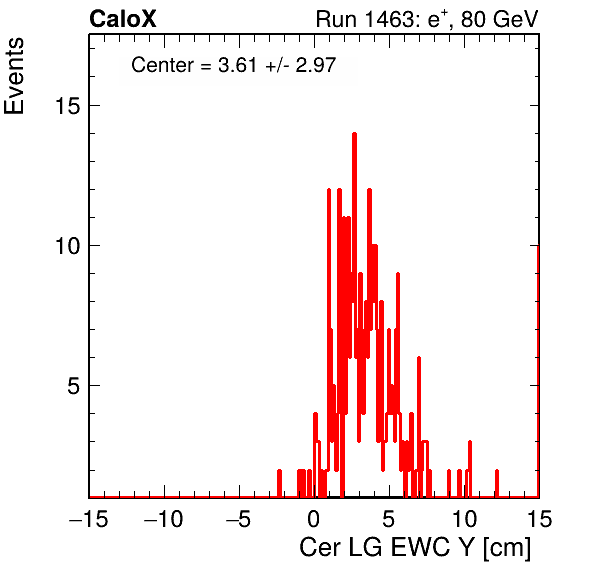 CaloX Run 1463: e⁺, 80 GeV
Center = 3.61 +/- 2.97
Events
15
10
5
−15 −10 −5 0 5 10 15
Cer LG EWC Y [cm]